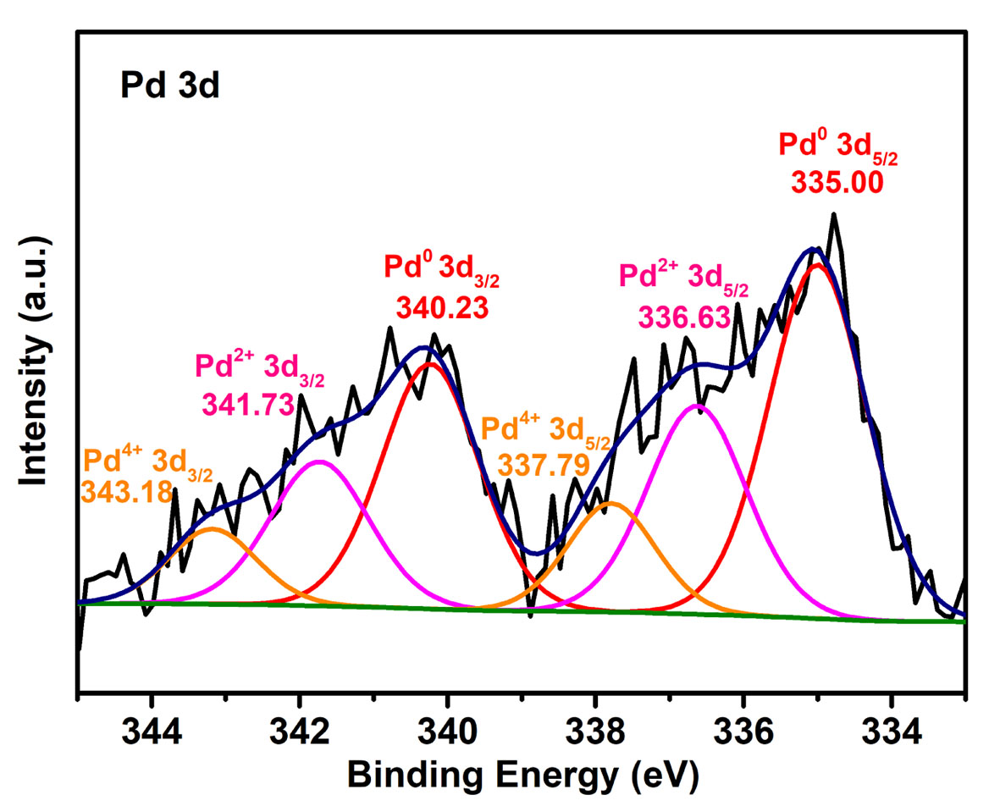 Pd 3d
Pd⁰ 3d₅/₂
335.00
Pd⁰ 3d₃/₂
340.23
Pd²⁺ 3d₅/₂
336.63
Pd²⁺ 3d₃/₂
341.73
Pd⁴⁺ 3d₅/₂
337.79
Pd⁴⁺ 3d₃/₂
343.18
Intensity (a.u.)
344 342 340 338 336 334
Binding Energy (eV)